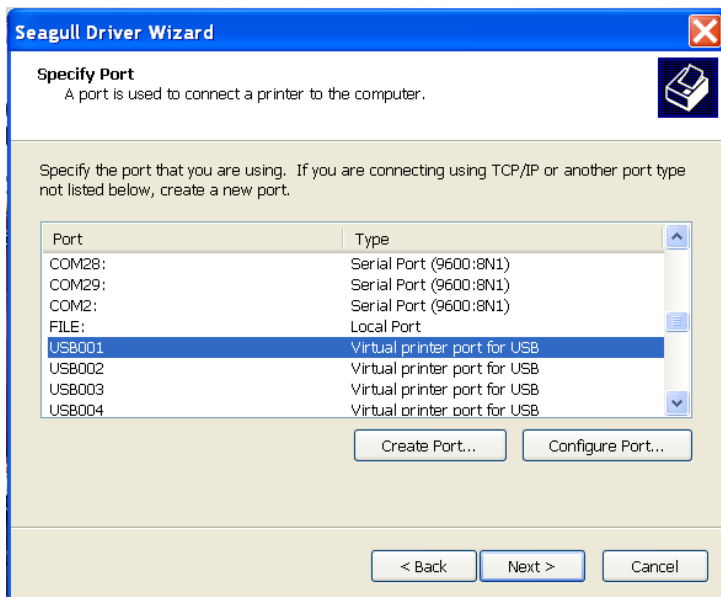 Seagull Driver Wizard
Specify Port
A port is used to connect a printer to the computer.
Specify the port that you are using. If you are connecting using TCP/IP or another port type
not listed below, create a new port.
Port Type
COM28: Serial Port (9600:8N1)
COM29: Serial Port (9600:8N1)
COM2: Serial Port (9600:8N1)
FILE: Local Port
USB001 Virtual printer port for USB
USB002 Virtual printer port for USB
USB003 Virtual printer port for USB
USB004 Virtual printer port for USB
Create Port... Configure Port...
< Back Next > Cancel